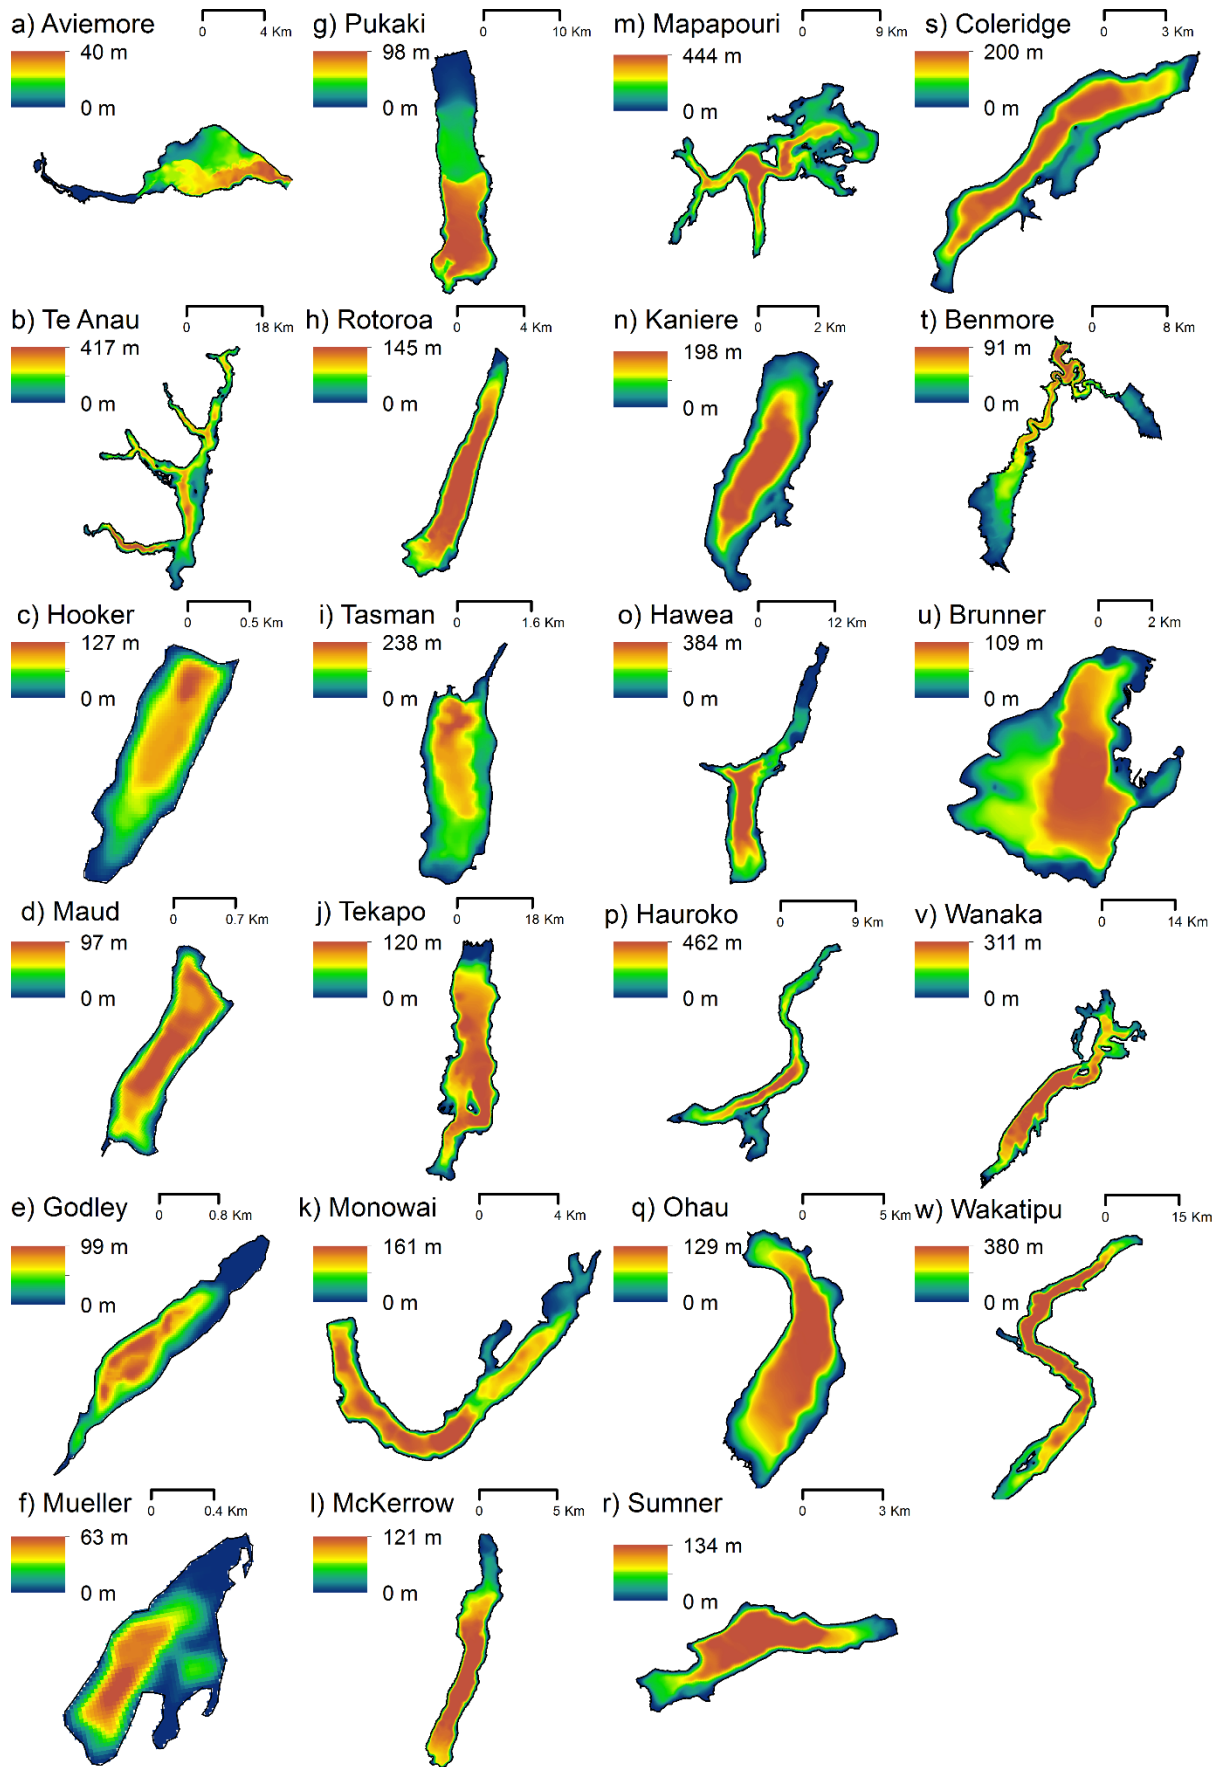 a) Aviemore
0 4 Km
40 m
0 m
b) Te Anau
0 18 Km
417 m
0 m
c) Hooker
0 0.5 Km
127 m
0 m
d) Maud
0 0.7 Km
97 m
0 m
e) Godley
0 0.8 Km
99 m
0 m
f) Mueller
0 0.4 Km
63 m
0 m
g) Pukaki
0 10 Km
98 m
0 m
h) Rotoroa
0 4 Km
145 m
0 m
i) Tasman
0 1.6 Km
238 m
0 m
j) Tekapo
0 18 Km
120 m
0 m
k) Monowai
0 4 Km
161 m
0 m
l) McKerrow
0 5 Km
121 m
0 m
m) Mapapouri
0 9 Km
444 m
0 m
n) Kaniere
0 2 Km
198 m
0 m
o) Hawea
0 12 Km
384 m
0 m
p) Hauroko
0 9 Km
462 m
0 m
q) Ohau
0 5 Km
129 m
0 m
r) Sumner
0 3 Km
134 m
0 m
s) Coleridge
0 3 Km
200 m
0 m
t) Benmore
0 8 Km
91 m
0 m
u) Brunner
0 2 Km
109 m
0 m
v) Wanaka
0 14 Km
311 m
0 m
w) Wakatipu
0 15 Km
380 m
0 m